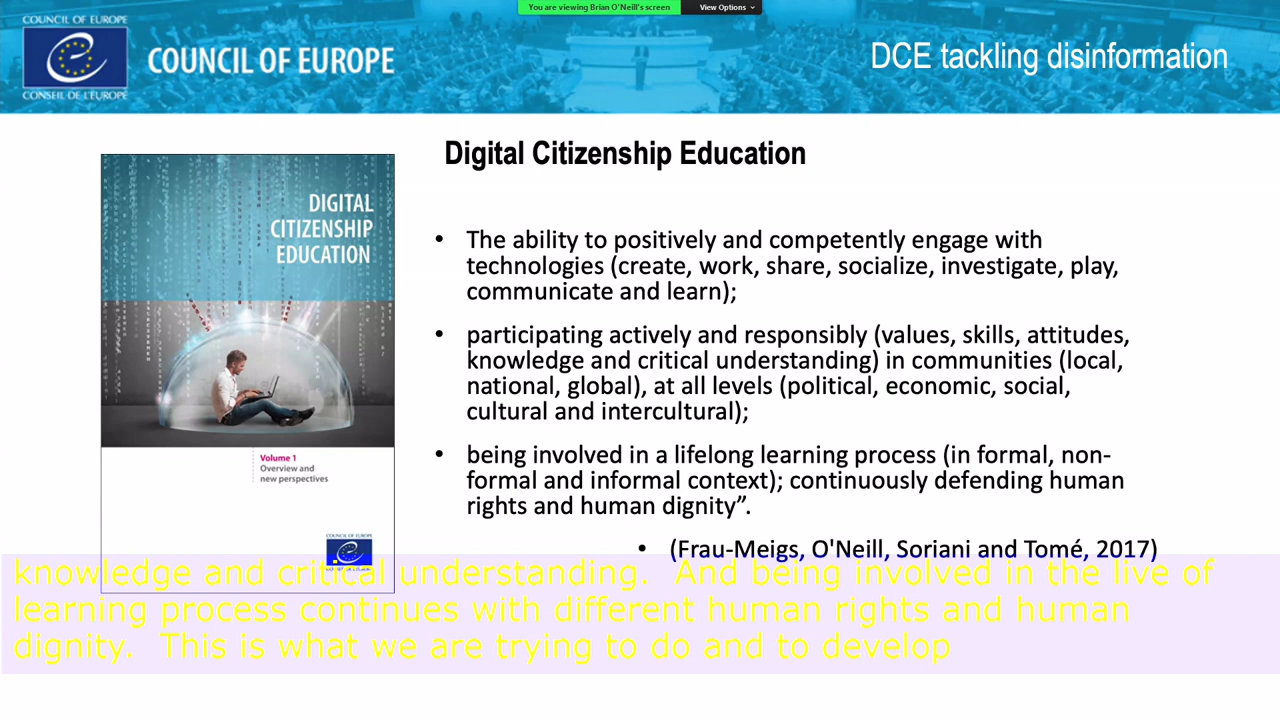 You are viewing Brian O'Neill's screen
View Options
COUNCIL OF EUROPE
CONSEIL DE L'EUROPE
COUNCIL OF EUROPE
DCE tackling disinformation
DIGITAL
CITIZENSHIP
EDUCATION
Volume 1
Overview and
new perspectives
COUNCIL OF EUROPE
Digital Citizenship Education
• The ability to positively and competently engage with
technologies (create, work, share, socialize, investigate, play,
communicate and learn);
• participating actively and responsibly (values, skills, attitudes,
knowledge and critical understanding) in communities (local,
national, global), at all levels (political, economic, social,
cultural and intercultural);
• being involved in a lifelong learning process (in formal, non-
formal and informal context); continuously defending human
rights and human dignity”.
• (Frau-Meigs, O'Neill, Soriani and Tomé, 2017)
knowledge and critical understanding. And being involved in the live of
learning process continues with different human rights and human
dignity. This is what we are trying to do and to develop